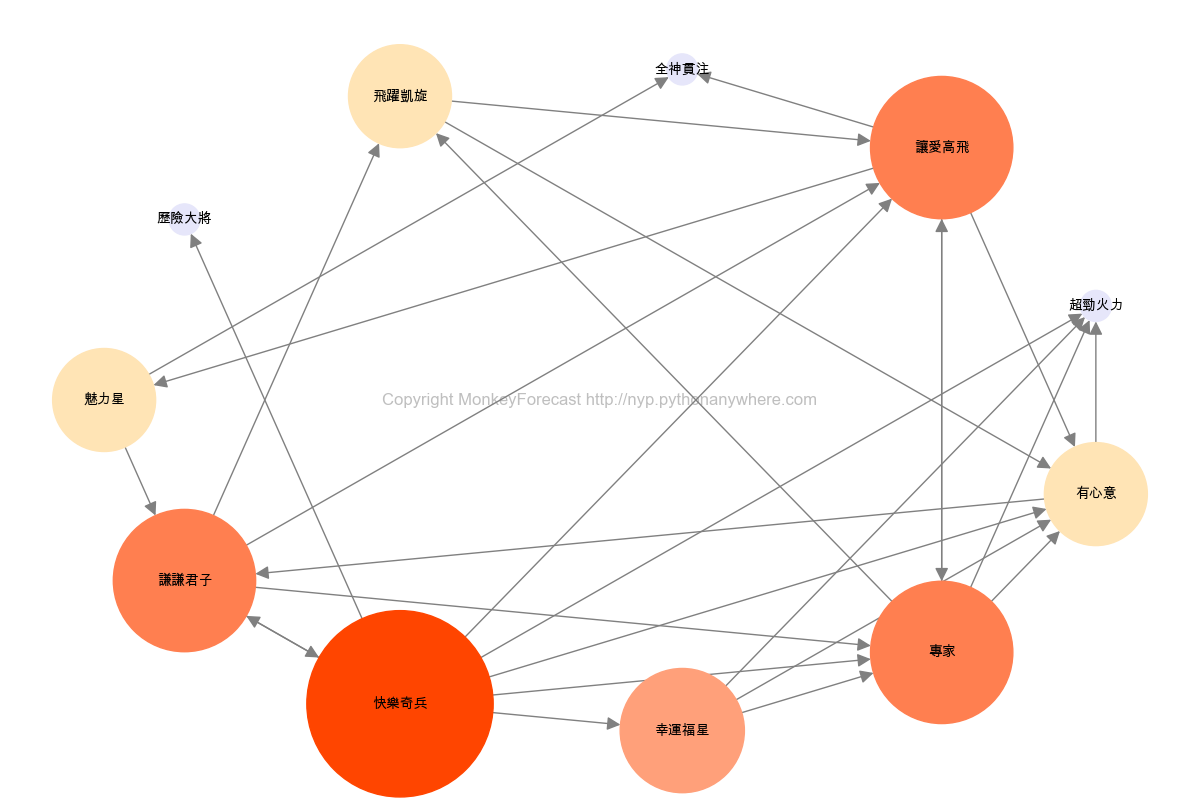 全神貫注
飛躍凱旋
讓愛高飛
歷險大將
超勁火力
魅力星
Copyright MonkeyForecast http://nyp.pythonanywhere.com
有心意
謙謙君子
專家
快樂奇兵
幸運福星